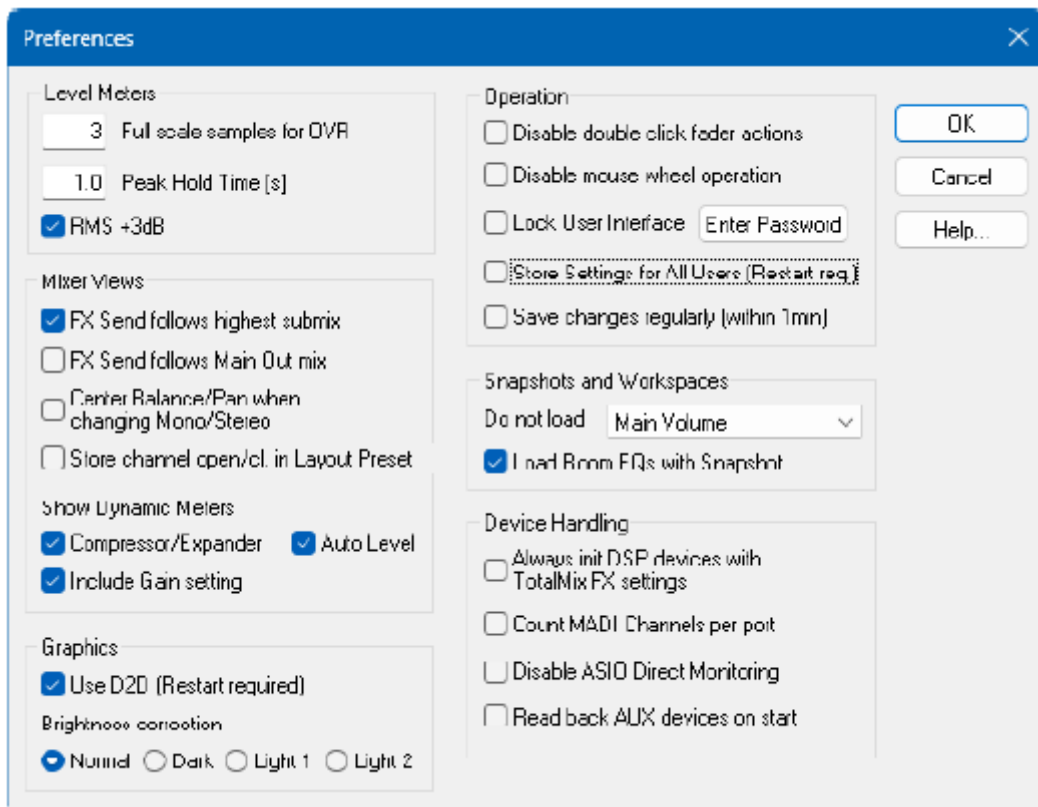 Preferences
Level Meters
3 Full scale samples for OVR
1.0 Peak Hold Time [s]
RMS +3dB
Mixer Views
FX Send follows highest submix
FX Send follows Main Out mix
Center Balance/Pan when
changing Mono/Stereo
Store channel open/cl. in Layout Preset
Show Dynamic Meters
Compressor/Expander Auto Level
Include Gain setting
Graphics
Use D2D (Restart required)
Brightness correction
Normal Dark Light 1 Light 2
Operation
Disable double click fader actions
Disable mouse wheel operation
Lock User Interface Enter Password
Store Settings for All Users (Restart req.)
Save changes regularly (within 1min)
Snapshots and Workspaces
Do not load Main Volume
Load Room EQs with Snapshot
Device Handling
Always init DSP devices with
TotalMix FX settings
Count MADI Channels per port
Disable ASIO Direct Monitoring
Read back AUX devices on start
OK
Cancel
Help...